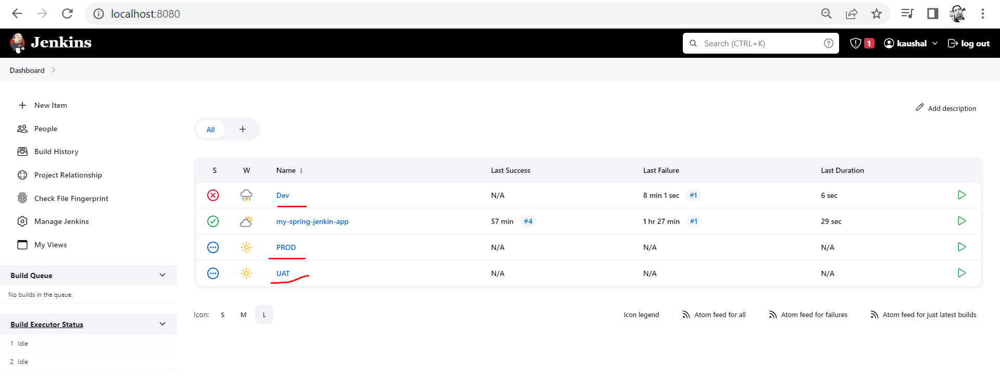 localhost:8080
Jenkins
Search (CTRL+K)
1
kaushal
log out
Dashboard
New Item
People
Build History
Project Relationship
Check File Fingerprint
Manage Jenkins
My Views
Build Queue
No builds in the queue.
Build Executor Status
1 Idle
2 Idle
Add description
All +
S W Name ↓ Last Success Last Failure Last Duration
Dev N/A 8 min 1 sec #1 6 sec
my-spring-jenkin-app 57 min #4 1 hr 27 min #1 29 sec
PROD N/A N/A N/A
UAT N/A N/A N/A
Icon: S M L
Icon legend Atom feed for all Atom feed for failures Atom feed for just latest builds